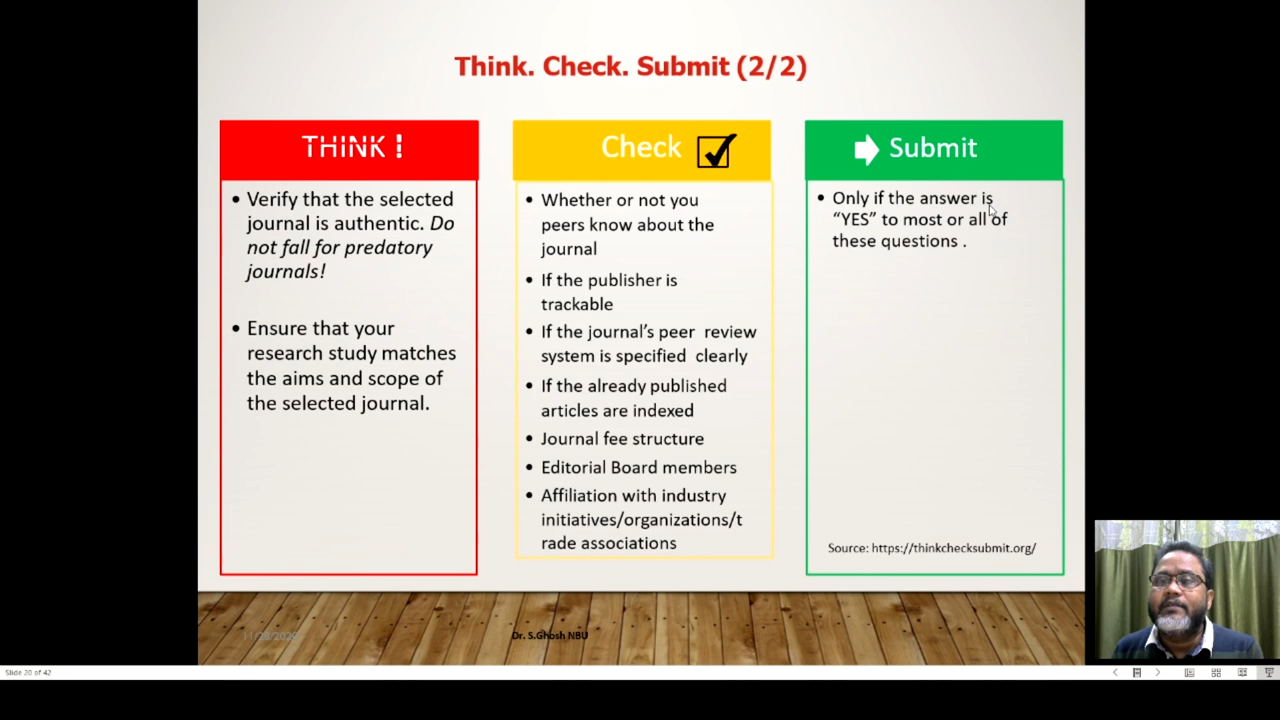 Think. Check. Submit (2/2)
THINK !
• Verify that the selected
journal is authentic. Do
not fall for predatory
journals!
• Ensure that your
research study matches
the aims and scope of
the selected journal.
Check
• Whether or not you
peers know about the
journal
• If the publisher is
trackable
• If the journal’s peer review
system is specified clearly
• If the already published
articles are indexed
• Journal fee structure
• Editorial Board members
• Affiliation with industry
initiatives/organizations/t
rade associations
Submit
• Only if the answer is
“YES” to most or all of
these questions .
Source: https://thinkchecksubmit.org/
Dr. S.Ghosh NBU
Slide 20 of 42